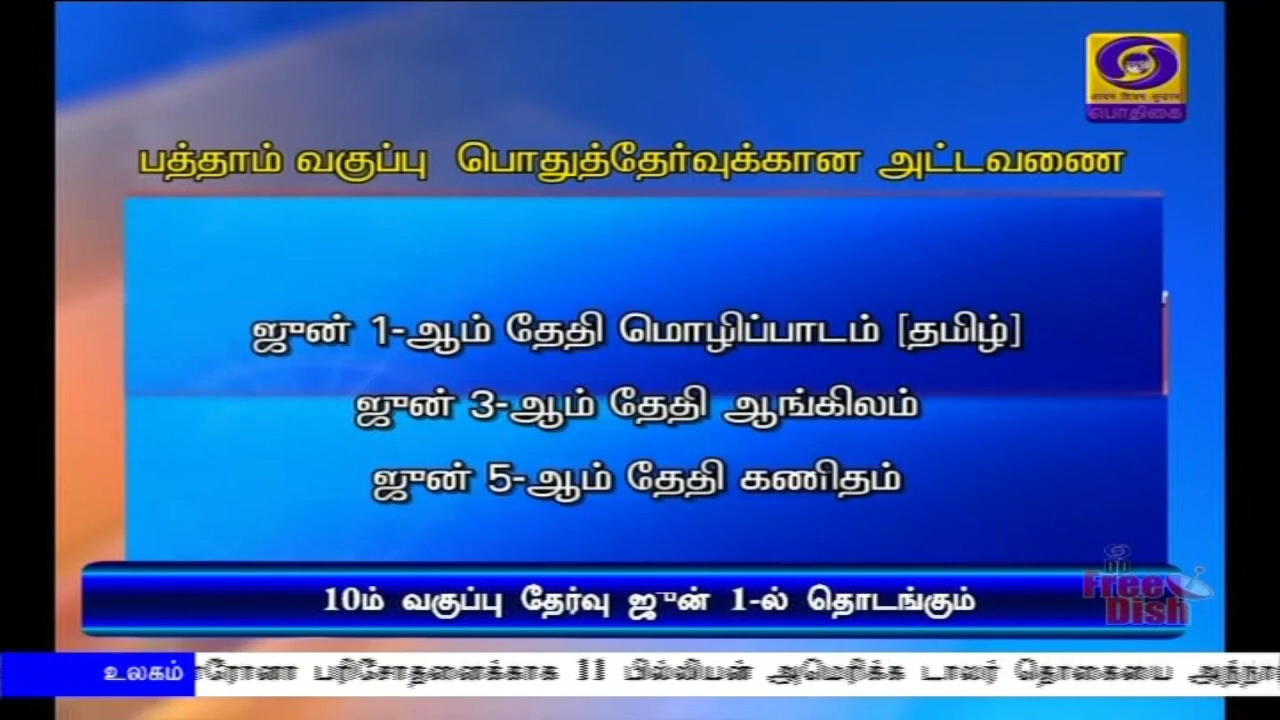 பொதிகை
பத்தாம் வகுப்பு பொதுத்தேர்வுக்கான அட்டவணை
ஜுன் 1-ஆம் தேதி மொழிப்பாடம் [தமிழ்]
ஜுன் 3-ஆம் தேதி ஆங்கிலம்
ஜுன் 5-ஆம் தேதி கணிதம்
DD Free Dish
10ம் வகுப்பு தேர்வு ஜுன் 1-ல் தொடங்கும்
உலகம் பரிசோதனைக்காக 11 பில்லியன் அமெரிக்க டாலர் தொகையை